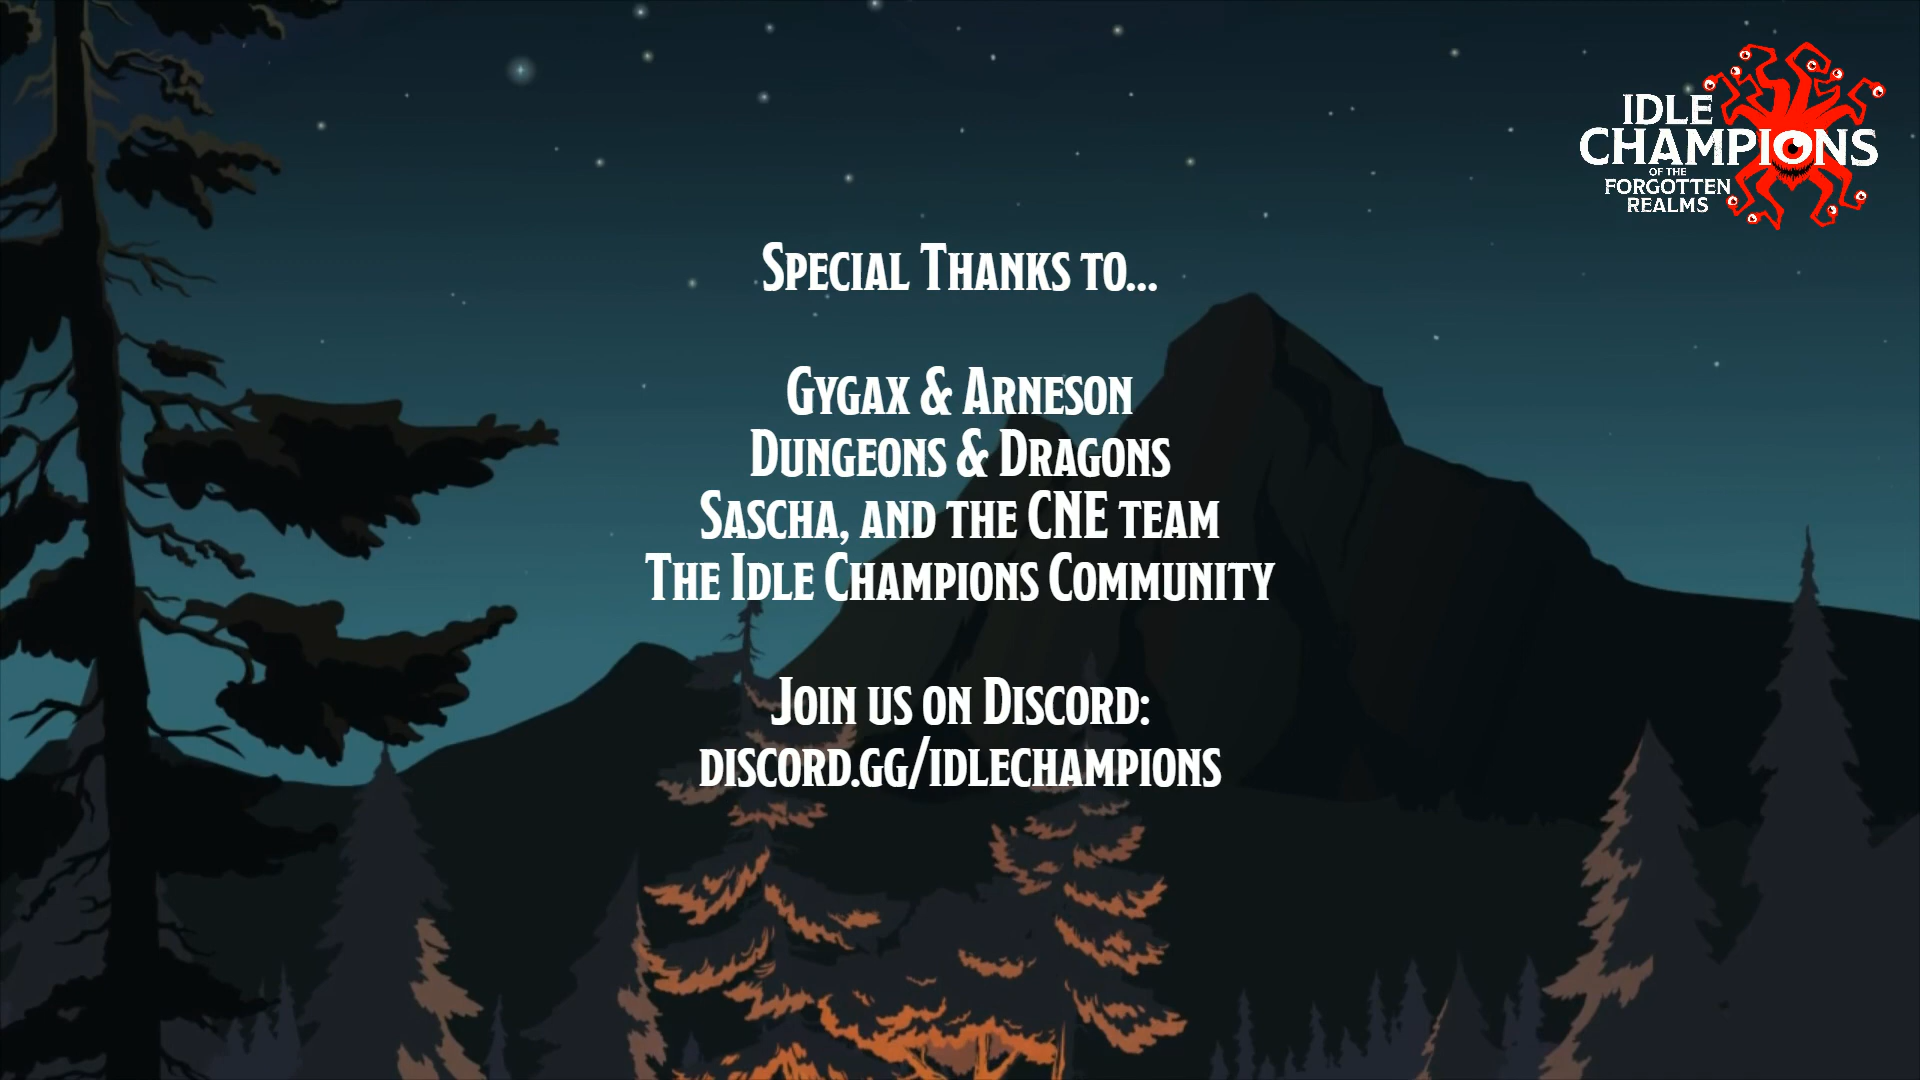 IDLE
CHAMPIONS
OF THE
FORGOTTEN
REALMS
Special Thanks to...
Gygax & Arneson
Dungeons & Dragons
Sascha, and the CNE team
The Idle Champions Community
Join us on Discord:
discord.gg/idlechampions